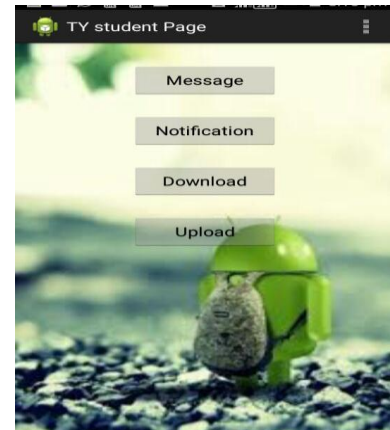 TY student Page
Message
Notification
Download
Upload